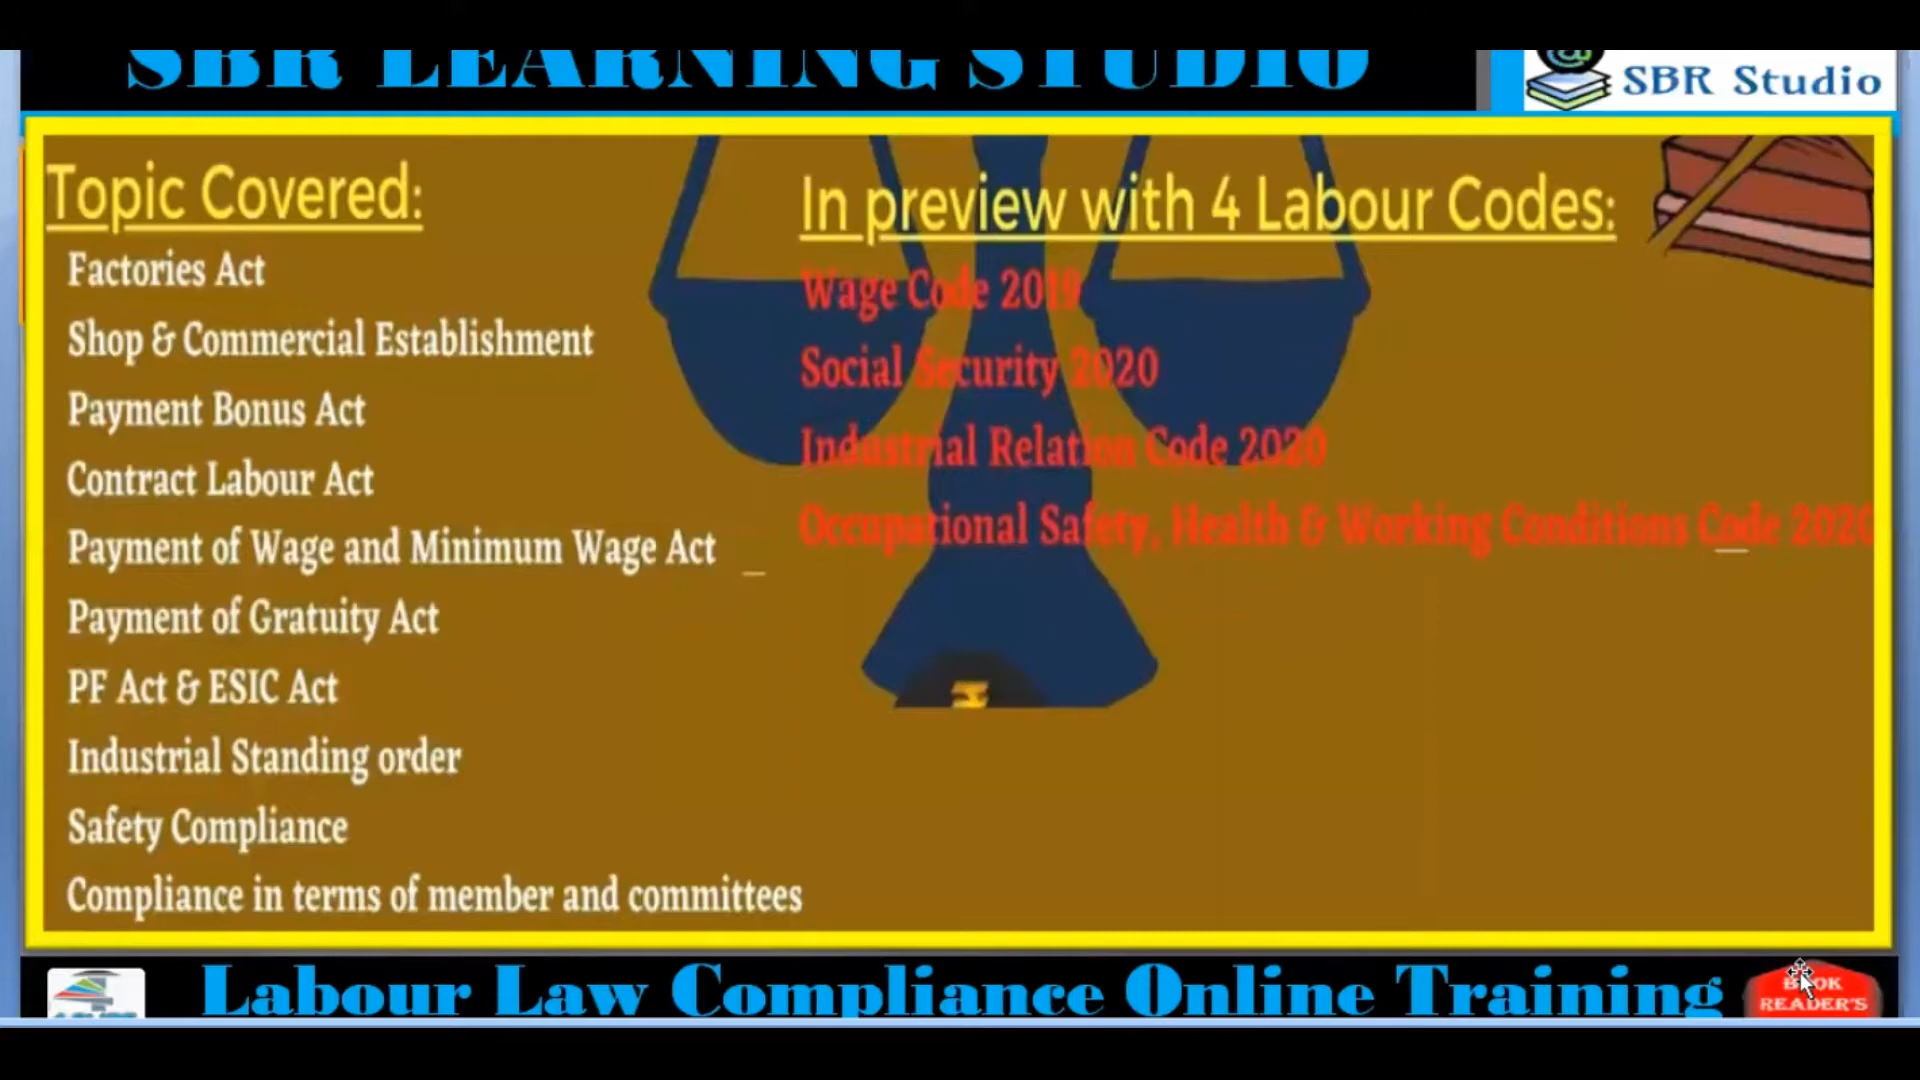 SBR LEARNING STUDIO
SBR Studio
Topic Covered:
Factories Act
Shop & Commercial Establishment
Payment Bonus Act
Contract Labour Act
Payment of Wage and Minimum Wage Act
Payment of Gratuity Act
PF Act & ESIC Act
Industrial Standing order
Safety Compliance
Compliance in terms of member and committees
In preview with 4 Labour Codes:
Wage Code 2019
Social Security 2020
Industrial Relation Code 2020
Occupational Safety, Health & Working Conditions Code 2020
Labour Law Compliance Online Training
BOOK
READER'S